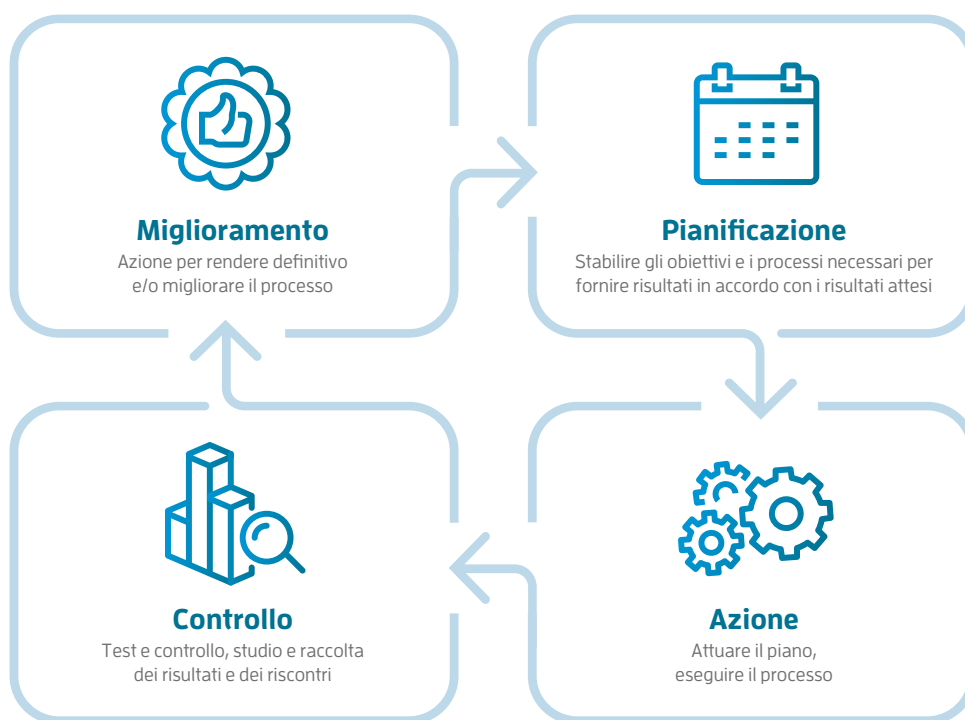 Miglioramento
Azione per rendere definitivo
e/o migliorare il processo
Pianificazione
Stabilire gli obiettivi e i processi necessari per
fornire risultati in accordo con i risultati attesi
Controllo
Test e controllo, studio e raccolta
dei risultati e dei riscontri
Azione
Attuare il piano,
eseguire il processo